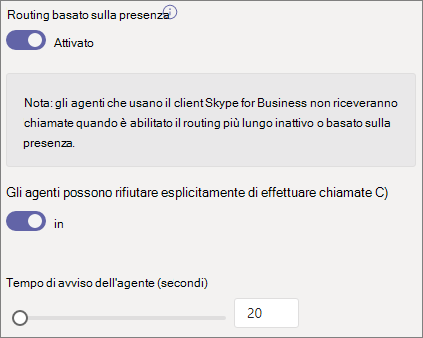 Routing basato sulla presenza
Attivato
Nota: gli agenti che usano il client Skype for Business non riceveranno
chiamate quando è abilitato il routing più lungo inattivo o basato sulla
presenza.
Gli agenti possono rifiutare esplicitamente di effettuare chiamate C)
in
Tempo di avviso dell'agente (secondi)
20